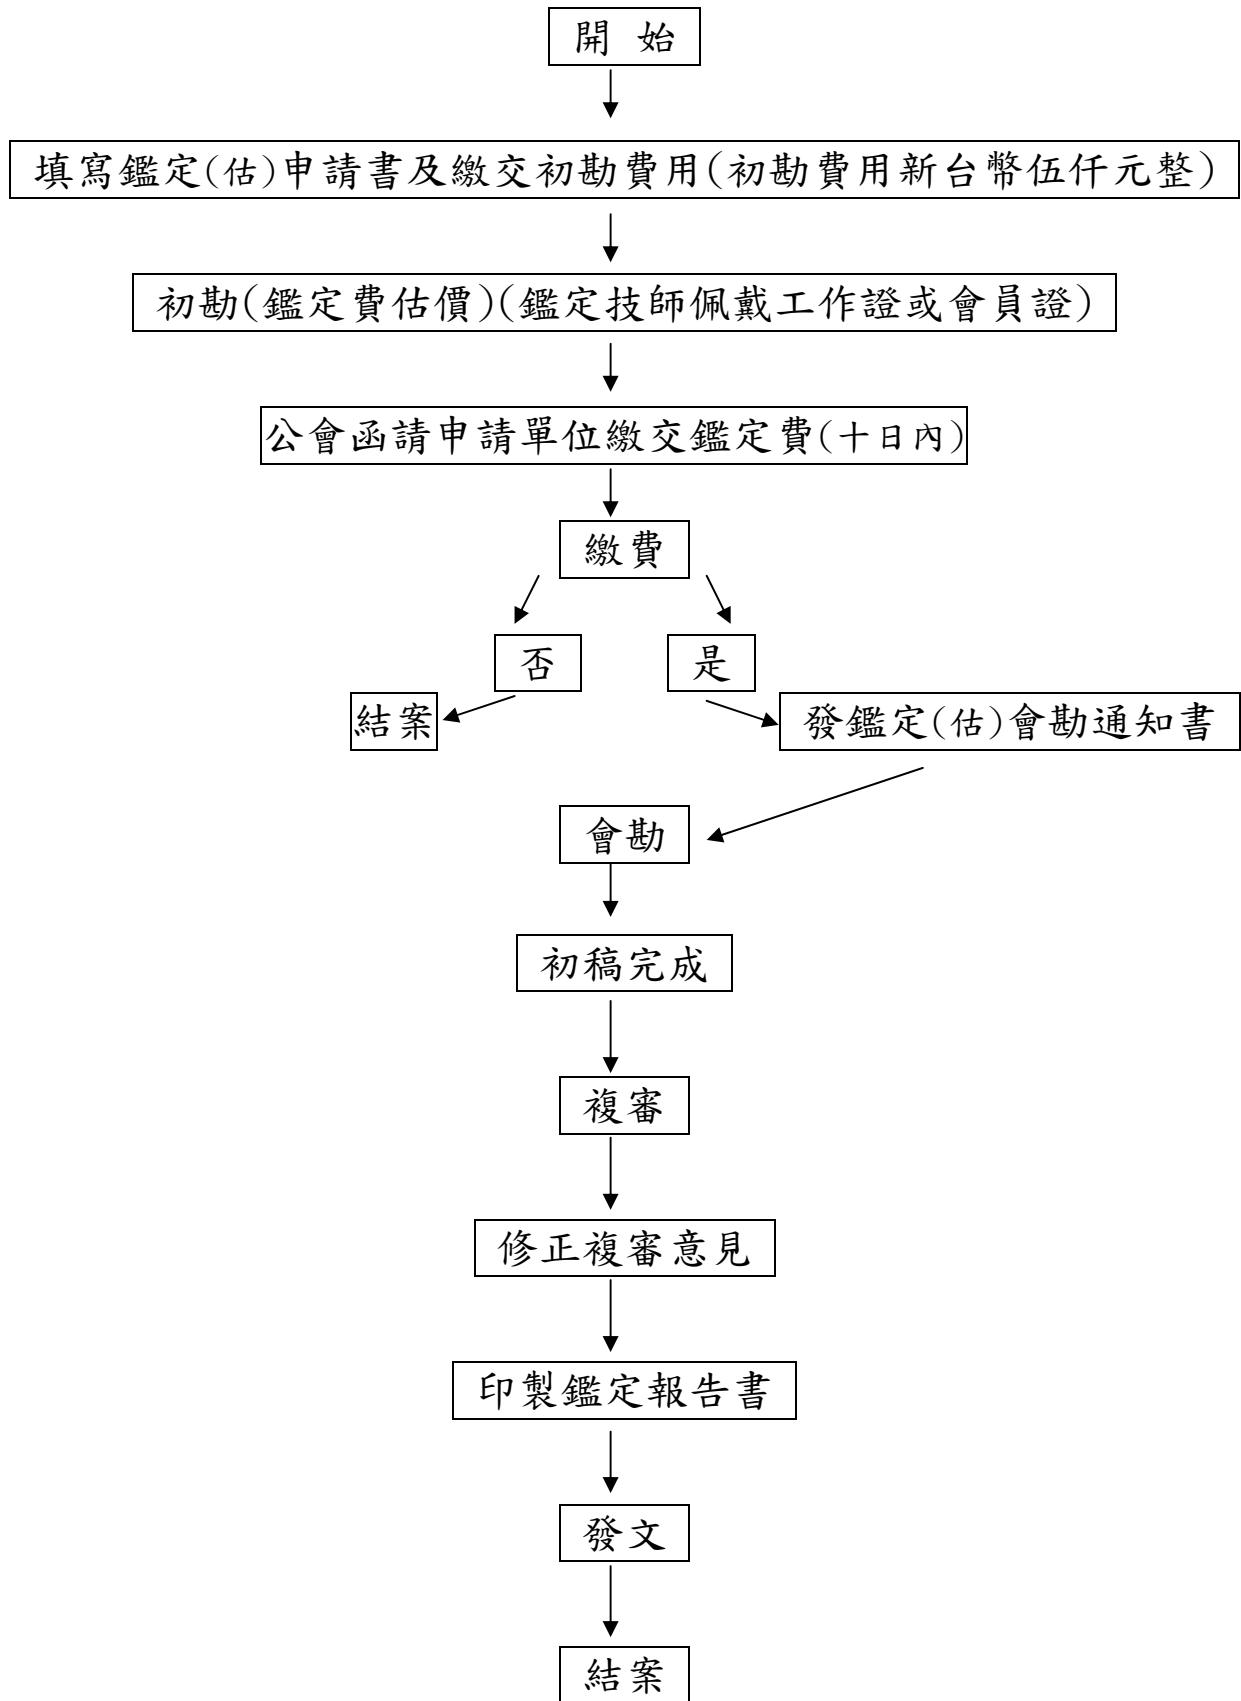 開 始
填寫鑑定(估)申請書及繳交初勘費用(初勘費用新台幣伍仟元整)
初勘(鑑定費估價)(鑑定技師佩戴工作證或會員證)
公會函請申請單位繳交鑑定費(十日內)
繳費
否
是
結案
發鑑定(估)會勘通知書
會勘
初稿完成
複審
修正複審意見
印製鑑定報告書
發文
結案